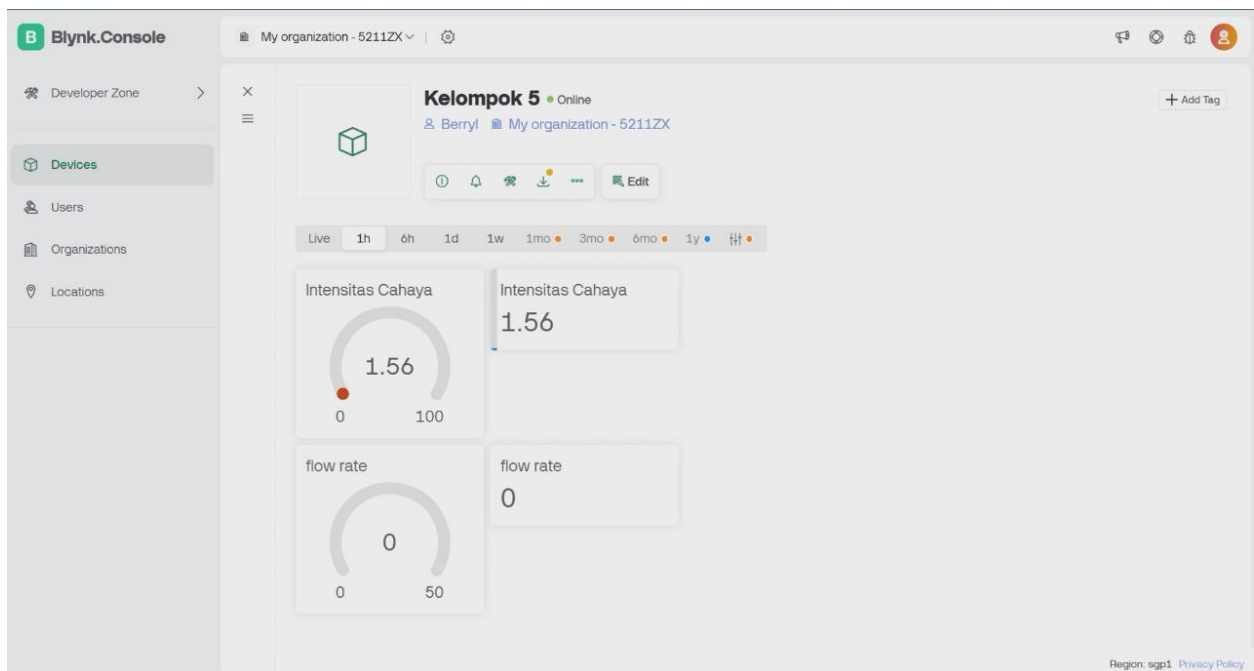 B Blynk.Console
My organization - 5211ZX
Developer Zone
Devices
Users
Organizations
Locations
Kelompok 5 Online
Berryl My organization - 5211ZX
Edit
+ Add Tag
Live 1h 6h 1d 1w 1mo 3mo 6mo 1y
Intensitas Cahaya
1.56
0 100
Intensitas Cahaya
1.56
flow rate
0
0 50
flow rate
0
Region: sgp1 Privacy Policy